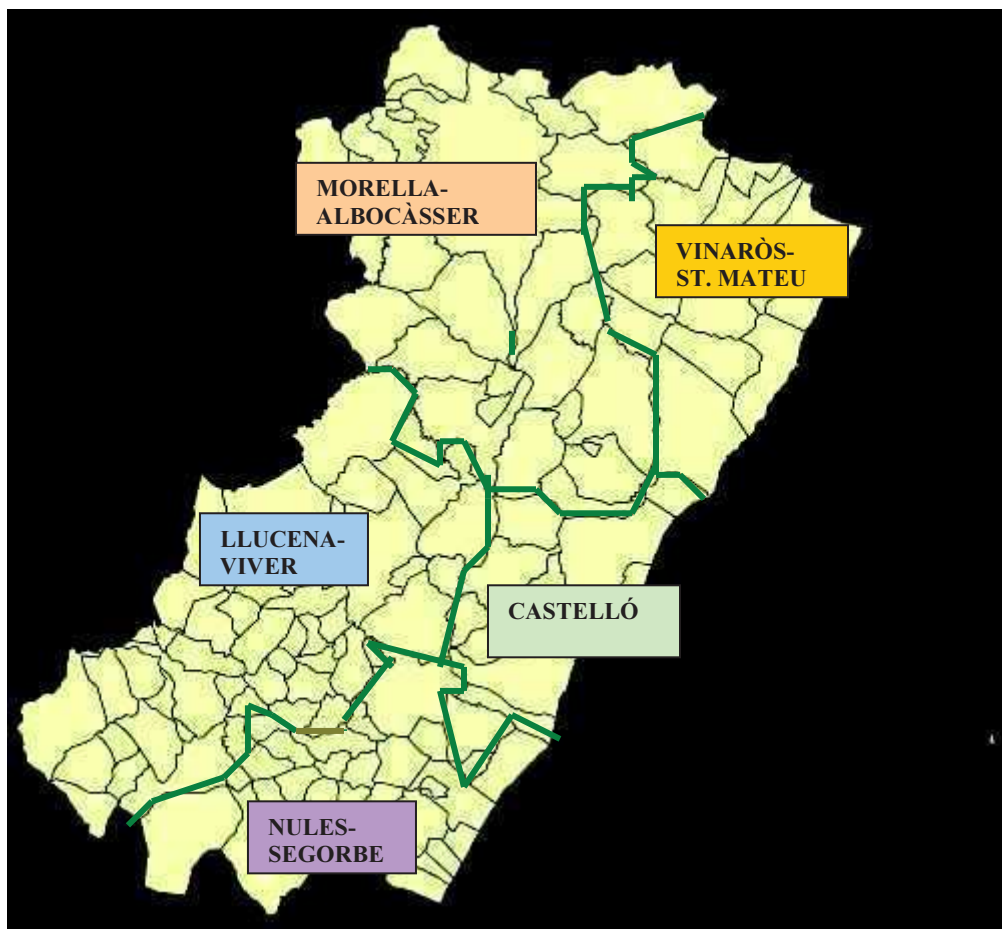 MORELLA-
ALBOCÀSSER
VINARÒS-
ST. MATEU
LLUCENA-
VIVER
CASTELLÓ
NULES-
SEGORBE